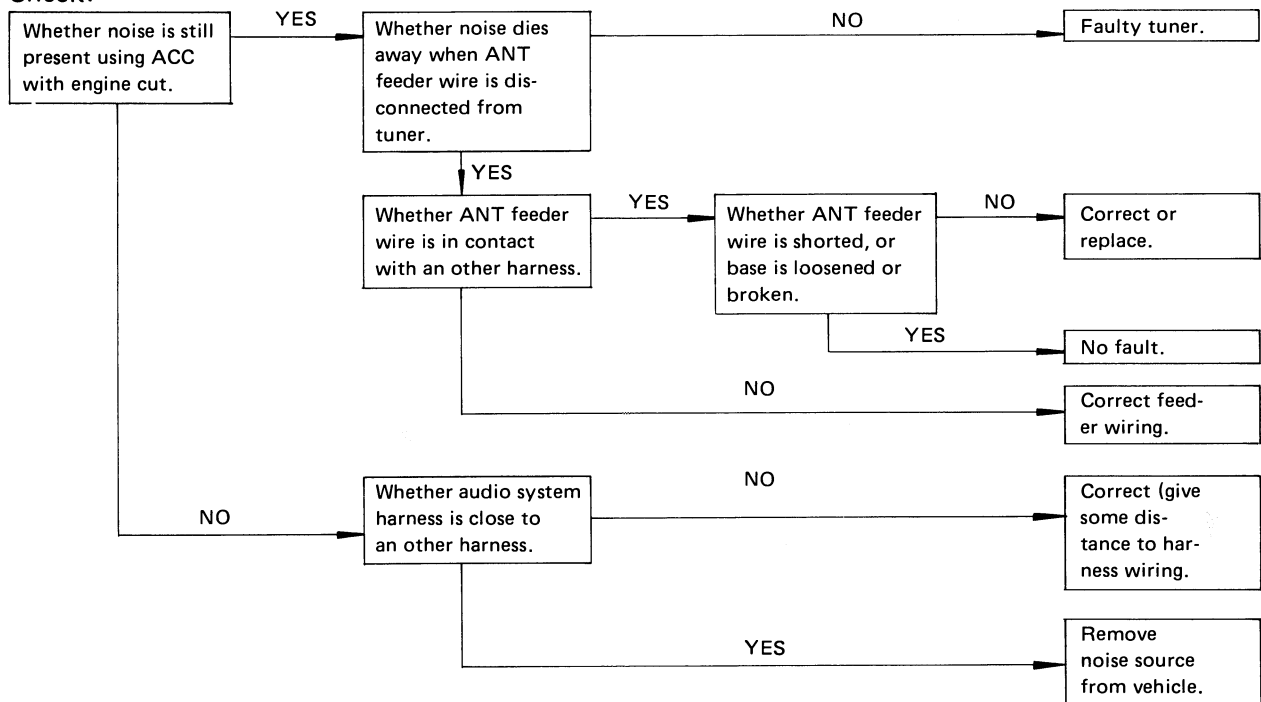 Check:
Whether noise is still
present using ACC
with engine cut.
YES
Whether noise dies
away when ANT
feeder wire is dis-
connected from
tuner.
NO
Faulty tuner.
YES
Whether ANT feeder
wire is in contact
with an other harness.
YES
Whether ANT feeder
wire is shorted, or
base is loosened or
broken.
NO
Correct or
replace.
YES
No fault.
NO
Correct feed-
er wiring.
NO
Whether audio system
harness is close to
an other harness.
NO
Correct (give
some dis-
tance to har-
ness wiring.
YES
Remove
noise source
from vehicle.